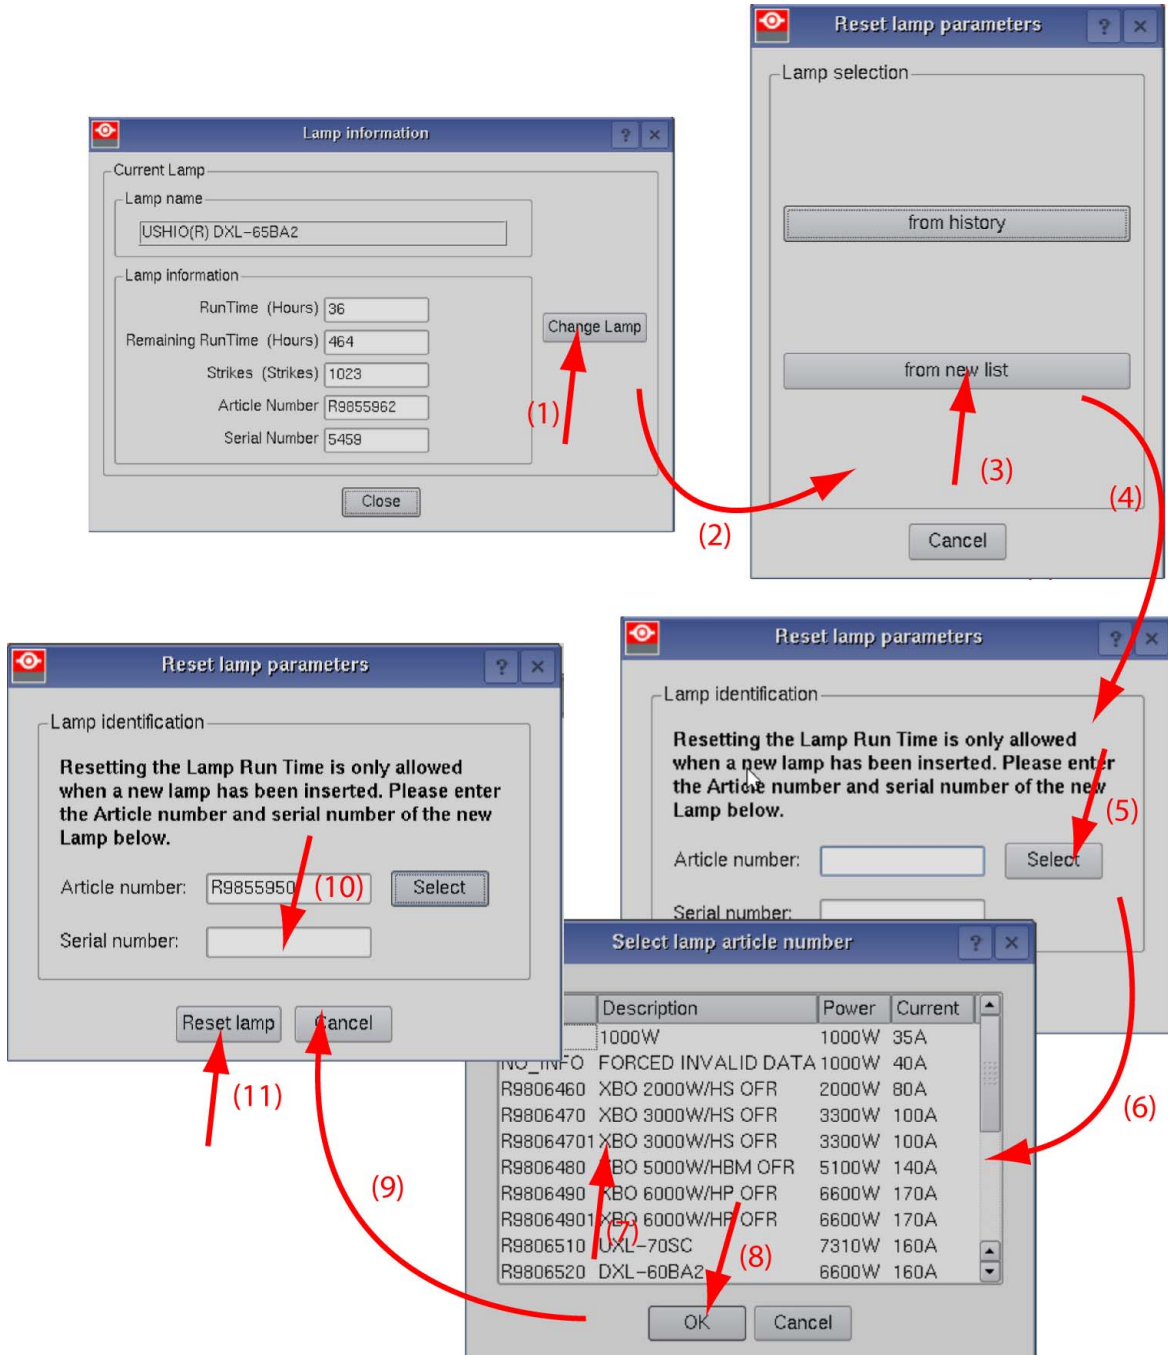 Lamp information
? ×
Current Lamp
Lamp name
USHIO(R) DXL-65BA2
Lamp information
RunTime (Hours) 36
Remaining RunTime (Hours) 464
Strikes (Strikes) 1023
Article Number R9855962
Serial Number 5459
Change Lamp
(1)
Close
(2)
Reset lamp parameters
? ×
Lamp selection
from history
from new list
(3)
(4)
Cancel
Reset lamp parameters
? ×
Lamp identification
Resetting the Lamp Run Time is only allowed
when a new lamp has been inserted. Please enter
the Article number and serial number of the new
Lamp below.
(5)
Article number: Select
Serial number:
(6)
Select lamp article number
? ×
Description Power Current
1000W 1000W 35A
NO_INFO FORCED INVALID DATA 1000W 40A
R9806460 XBO 2000W/HS OFR 2000W 80A
R9806470 XBO 3000W/HS OFR 3300W 100A
R98064701 XBO 3000W/HS OFR 3300W 100A
R9806480 XBO 5000W/HBM OFR 5100W 140A
R9806490 XBO 6000W/HP OFR 6600W 170A
R98064901 XBO 6000W/HP OFR 6600W 170A
R9806510 UXL-70SC 7310W 160A
R9806520 DXL-60BA2 6600W 160A
(7)
(8)
OK Cancel
(9)
Reset lamp parameters
? ×
Lamp identification
Resetting the Lamp Run Time is only allowed
when a new lamp has been inserted. Please enter
the Article number and serial number of the new
Lamp below.
Article number: R9855950 Select
(10)
Serial number:
Reset lamp Cancel
(11)